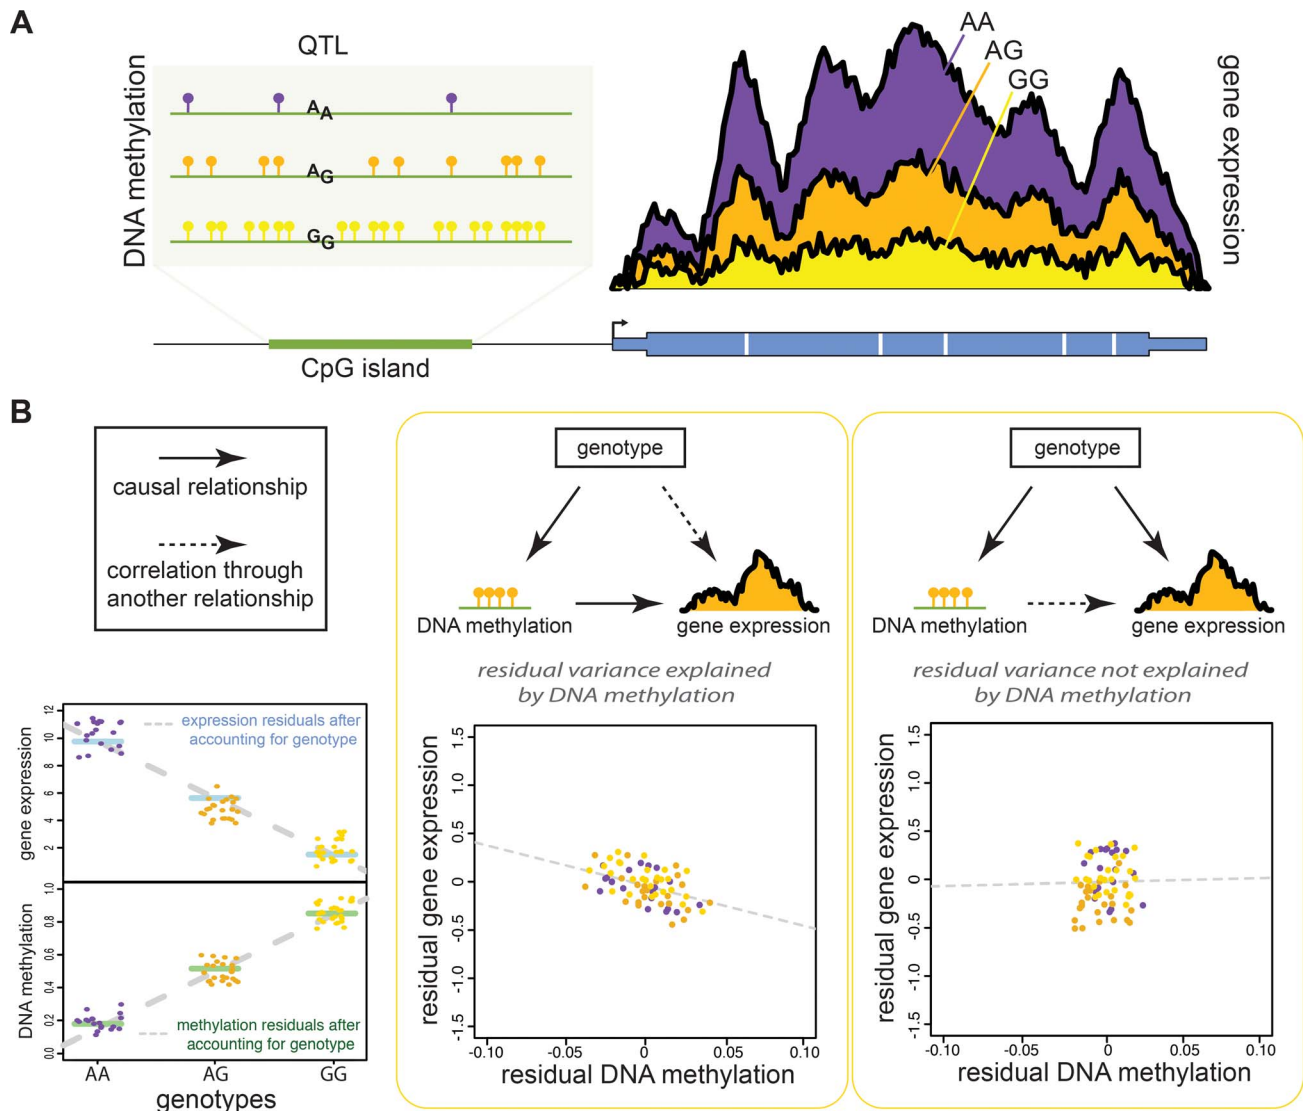 A
QTL
DNA methylation
AA
AG
GG
AA
AG
GG
gene expression
CpG island
B
causal relationship
correlation through
another relationship
genotype
DNA methylation
gene expression
residual variance explained
by DNA methylation
genotype
DNA methylation
gene expression
residual variance not explained
by DNA methylation
gene expression
12
10
8
6
4
2
expression residuals after
accounting for genotype
DNA methylation
1.0
0.8
0.6
0.4
0.2
0.0
methylation residuals after
accounting for genotype
AA
AG
GG
genotypes
residual gene expression
1.5
1.0
0.5
0
-0.5
-1.0
-1.5
-0.10
-0.05
0
0.05
0.10
residual DNA methylation
residual gene expression
1.5
1.0
0.5
0
-0.5
-1.0
-1.5
-0.10
-0.05
0
0.05
0.10
residual DNA methylation